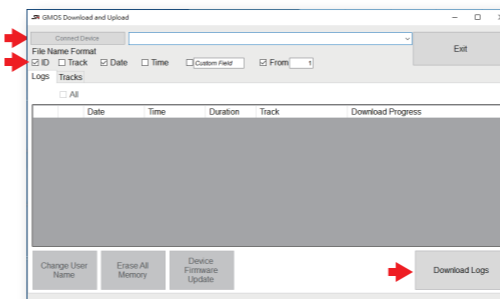 GMOS Download and Upload
Connect Device
Exit
File Name Format
ID Track Date Time Custom Field From 1
Logs Tracks
All
Date Time Duration Track Download Progress
Change User Name
Erase All Memory
Device Firmware Update
Download Logs